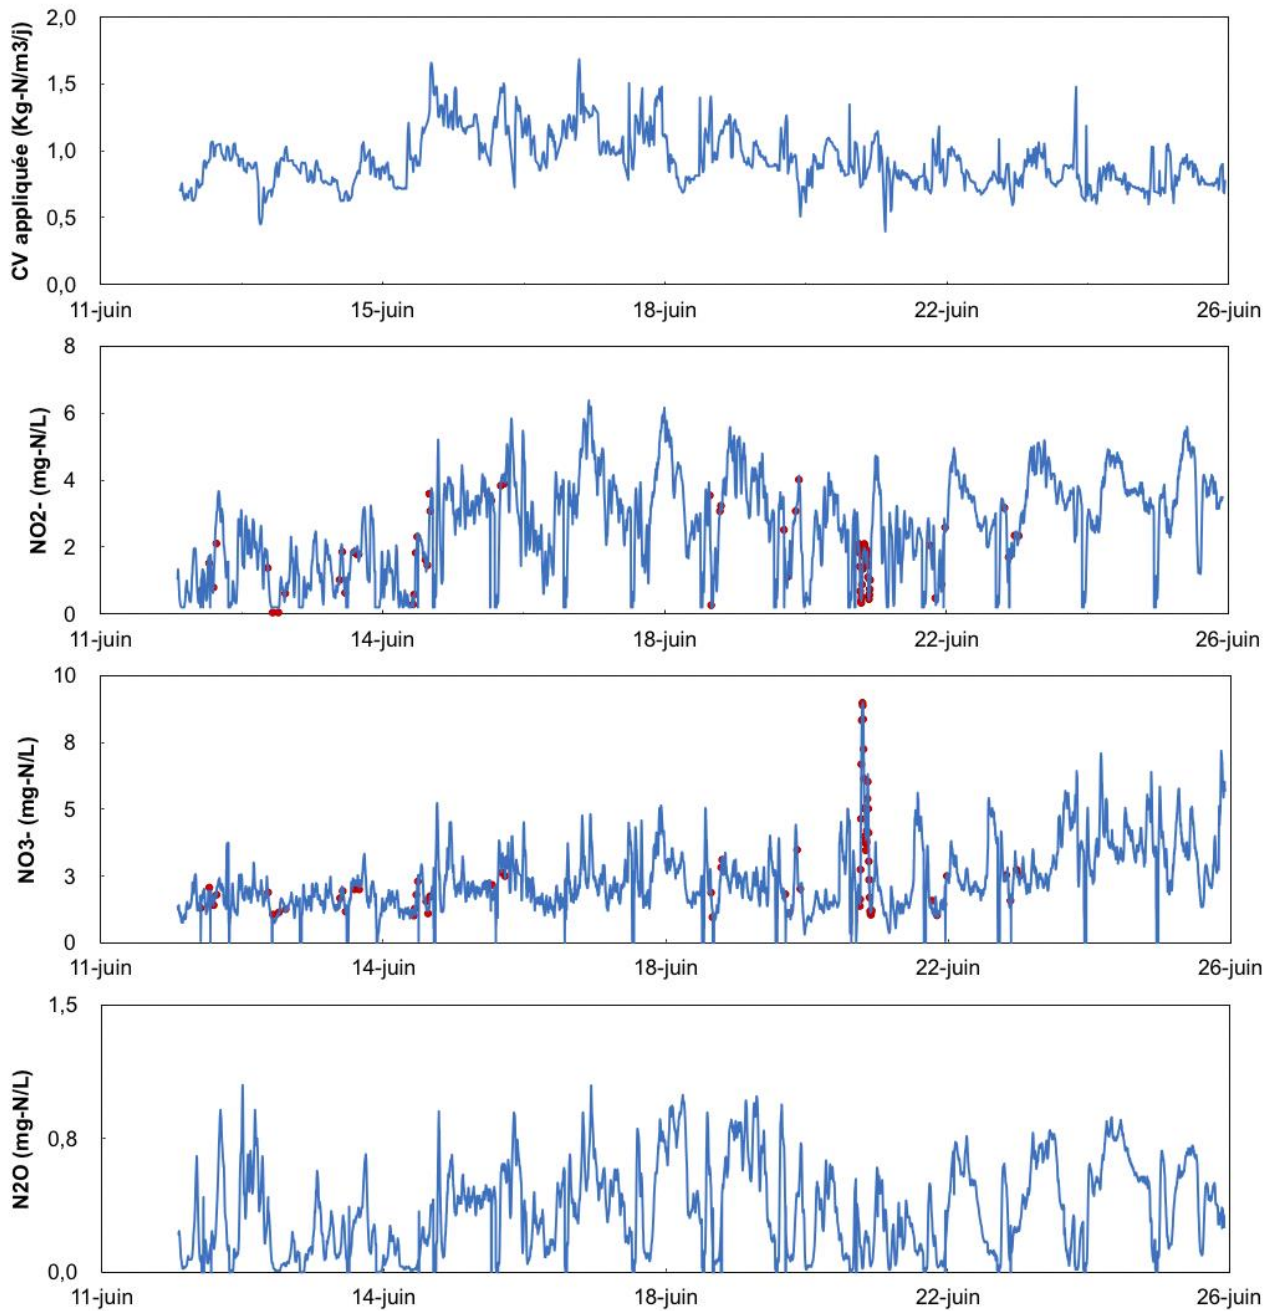 CV appliquée (Kg-N/m3/j)
2,0
1,5
1,0
0,5
0,0
11-juin 15-juin 18-juin 22-juin 26-juin
NO2- (mg-N/L)
8
6
4
2
0
11-juin 14-juin 18-juin 22-juin 26-juin
NO3- (mg-N/L)
10
8
5
3
0
11-juin 14-juin 18-juin 22-juin 26-juin
N2O (mg-N/L)
1,5
0,8
0,0
11-juin 14-juin 18-juin 22-juin 26-juin